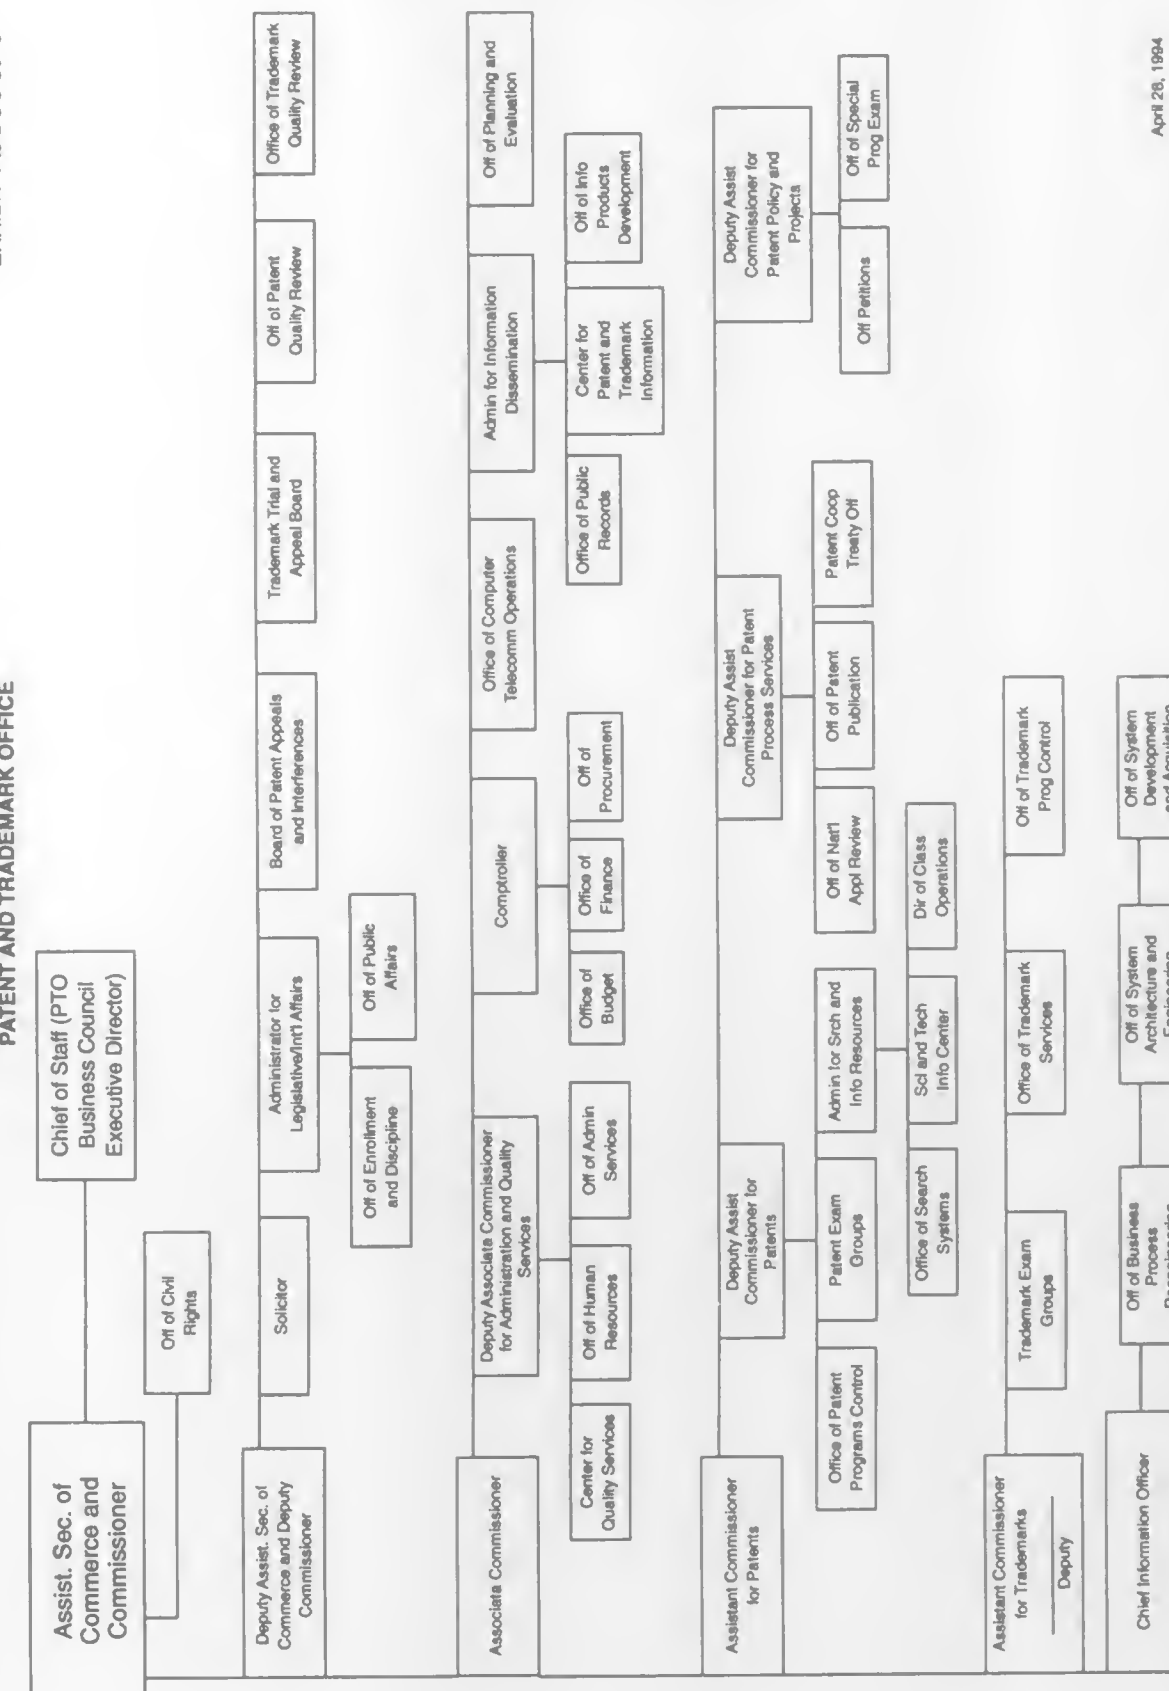 PATENT AND TRADEMARK OFFICE
Assist. Sec. of
Commerce and
Commissioner
Chief of Staff (PTO
Business Council
Executive Director)
Off of Civil
Rights
Deputy Assist. Sec. of
Commerce and Deputy
Commissioner
Solicitor
Administrator for
Legislative/Int'l Affairs
Off of Enrollment
and Discipline
Off of Public
Affairs
Board of Patent Appeals
and Interferences
Trademark Trial and
Appeal Board
Off of Patent
Quality Review
Office of Trademark
Quality Review
Associata Commissioner
Deputy Associata Commissioner
for Administration and Quality
Services
Center for
Quality Services
Off of Human
Resources
Off of Admin
Services
Comptroller
Office of
Budget
Office of
Finance
Off of
Procurement
Office of Computer
Telecomm Operations
Admin for Information
Dissemination
Office of Public
Records
Center for
Patent and
Trademark
Information
Off of Info
Products
Development
Off of Planning and
Evaluation
Assistant Commissioner
for Patents
Deputy Assist
Commissioner for
Patents
Office of Patent
Programs Control
Patent Exam
Groups
Admin for Srch and
Info Resources
Office of Search
Systems
Sci and Tech
Info Center
Dir of Class
Operations
Deputy Assist
Commissioner for Patent
Process Services
Off of Nat'l
Appl Review
Off of Patent
Publication
Patent Coop
Treaty Off
Deputy Assist
Commissioner for
Patent Policy and
Projects
Off Petitions
Off of Special
Prog Exam
Assistant Commissioner
for Trademarks
Deputy
Trademark Exam
Groups
Office of Trademark
Services
Off of Trademark
Prog Control
Chief Information Officer
Off of Business
Process
Off of System
Architecture and
Off of System
Development
and Acquisition
April 28, 1994